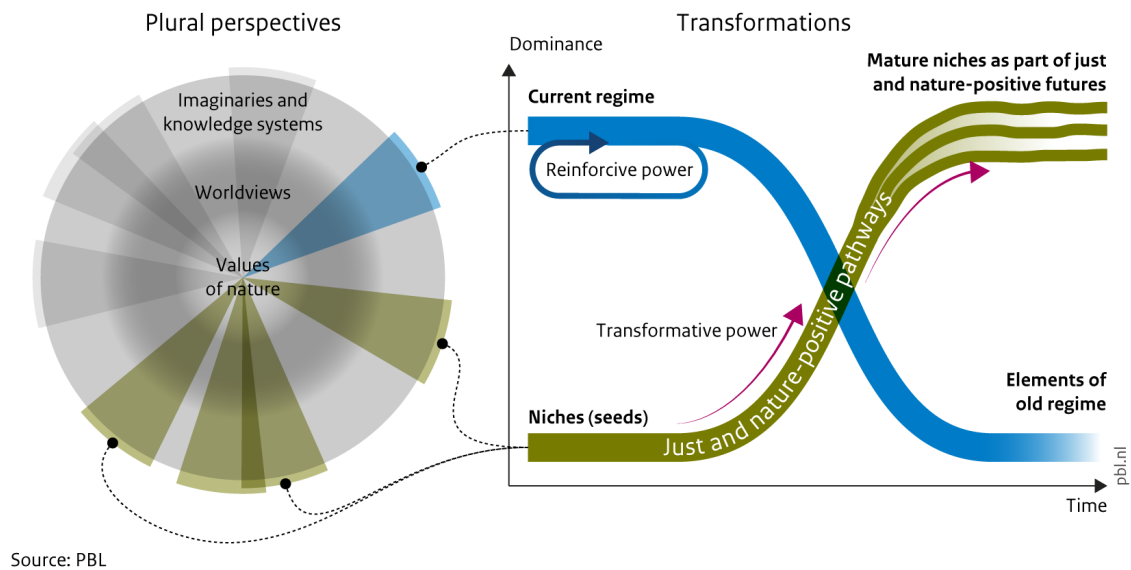 Plural perspectives
Imaginaries and
knowledge systems
Worldviews
Values
of nature
Transformations
Dominance
Current regime
Reinforcive power
Mature niches as part of just
and nature-positive futures
Transformative power
Just and nature-positive pathways
Niches (seeds)
Elements of
old regime
Time
pbl.nl
Source: PBL